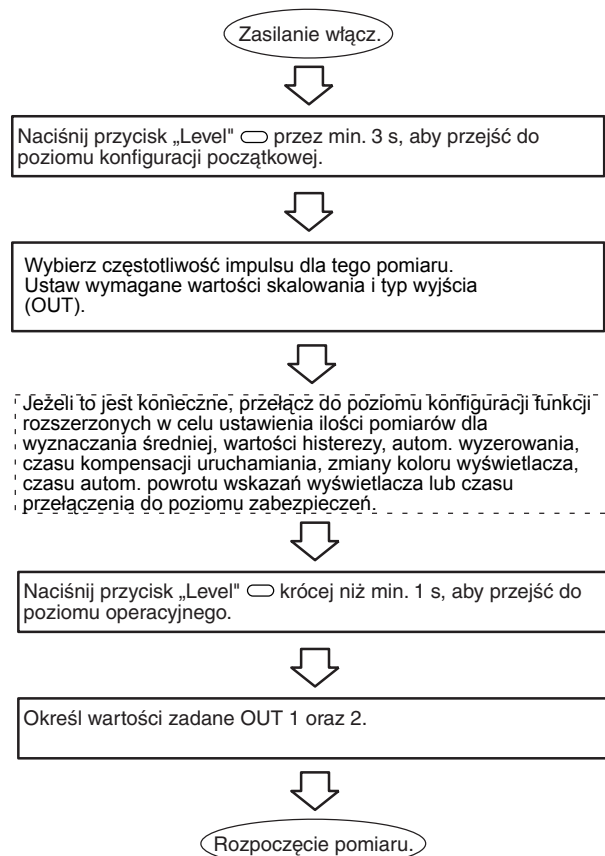 Zasilanie włącz.
Naciśnij przycisk „Level" przez min. 3 s, aby przejść do
poziomu konfiguracji początkowej.
Wybierz częstotliwość impulsu dla tego pomiaru.
Ustaw wymagane wartości skalowania i typ wyjścia
(OUT).
Jeżeli to jest konieczne, przełącz do poziomu konfiguracji funkcji
rozszerzonych w celu ustawienia ilości pomiarów dla
wyznaczania średniej, wartości histerezy, autom. wyzerowania,
czasu kompensacji uruchamiania, zmiany koloru wyświetlacza,
czasu autom. powrotu wskazań wyświetlacza lub czasu
przełączenia do poziomu zabezpieczeń.
Naciśnij przycisk „Level" krócej niż min. 1 s, aby przejść do
poziomu operacyjnego.
Określ wartości zadane OUT 1 oraz 2.
Rozpoczęcie pomiaru.